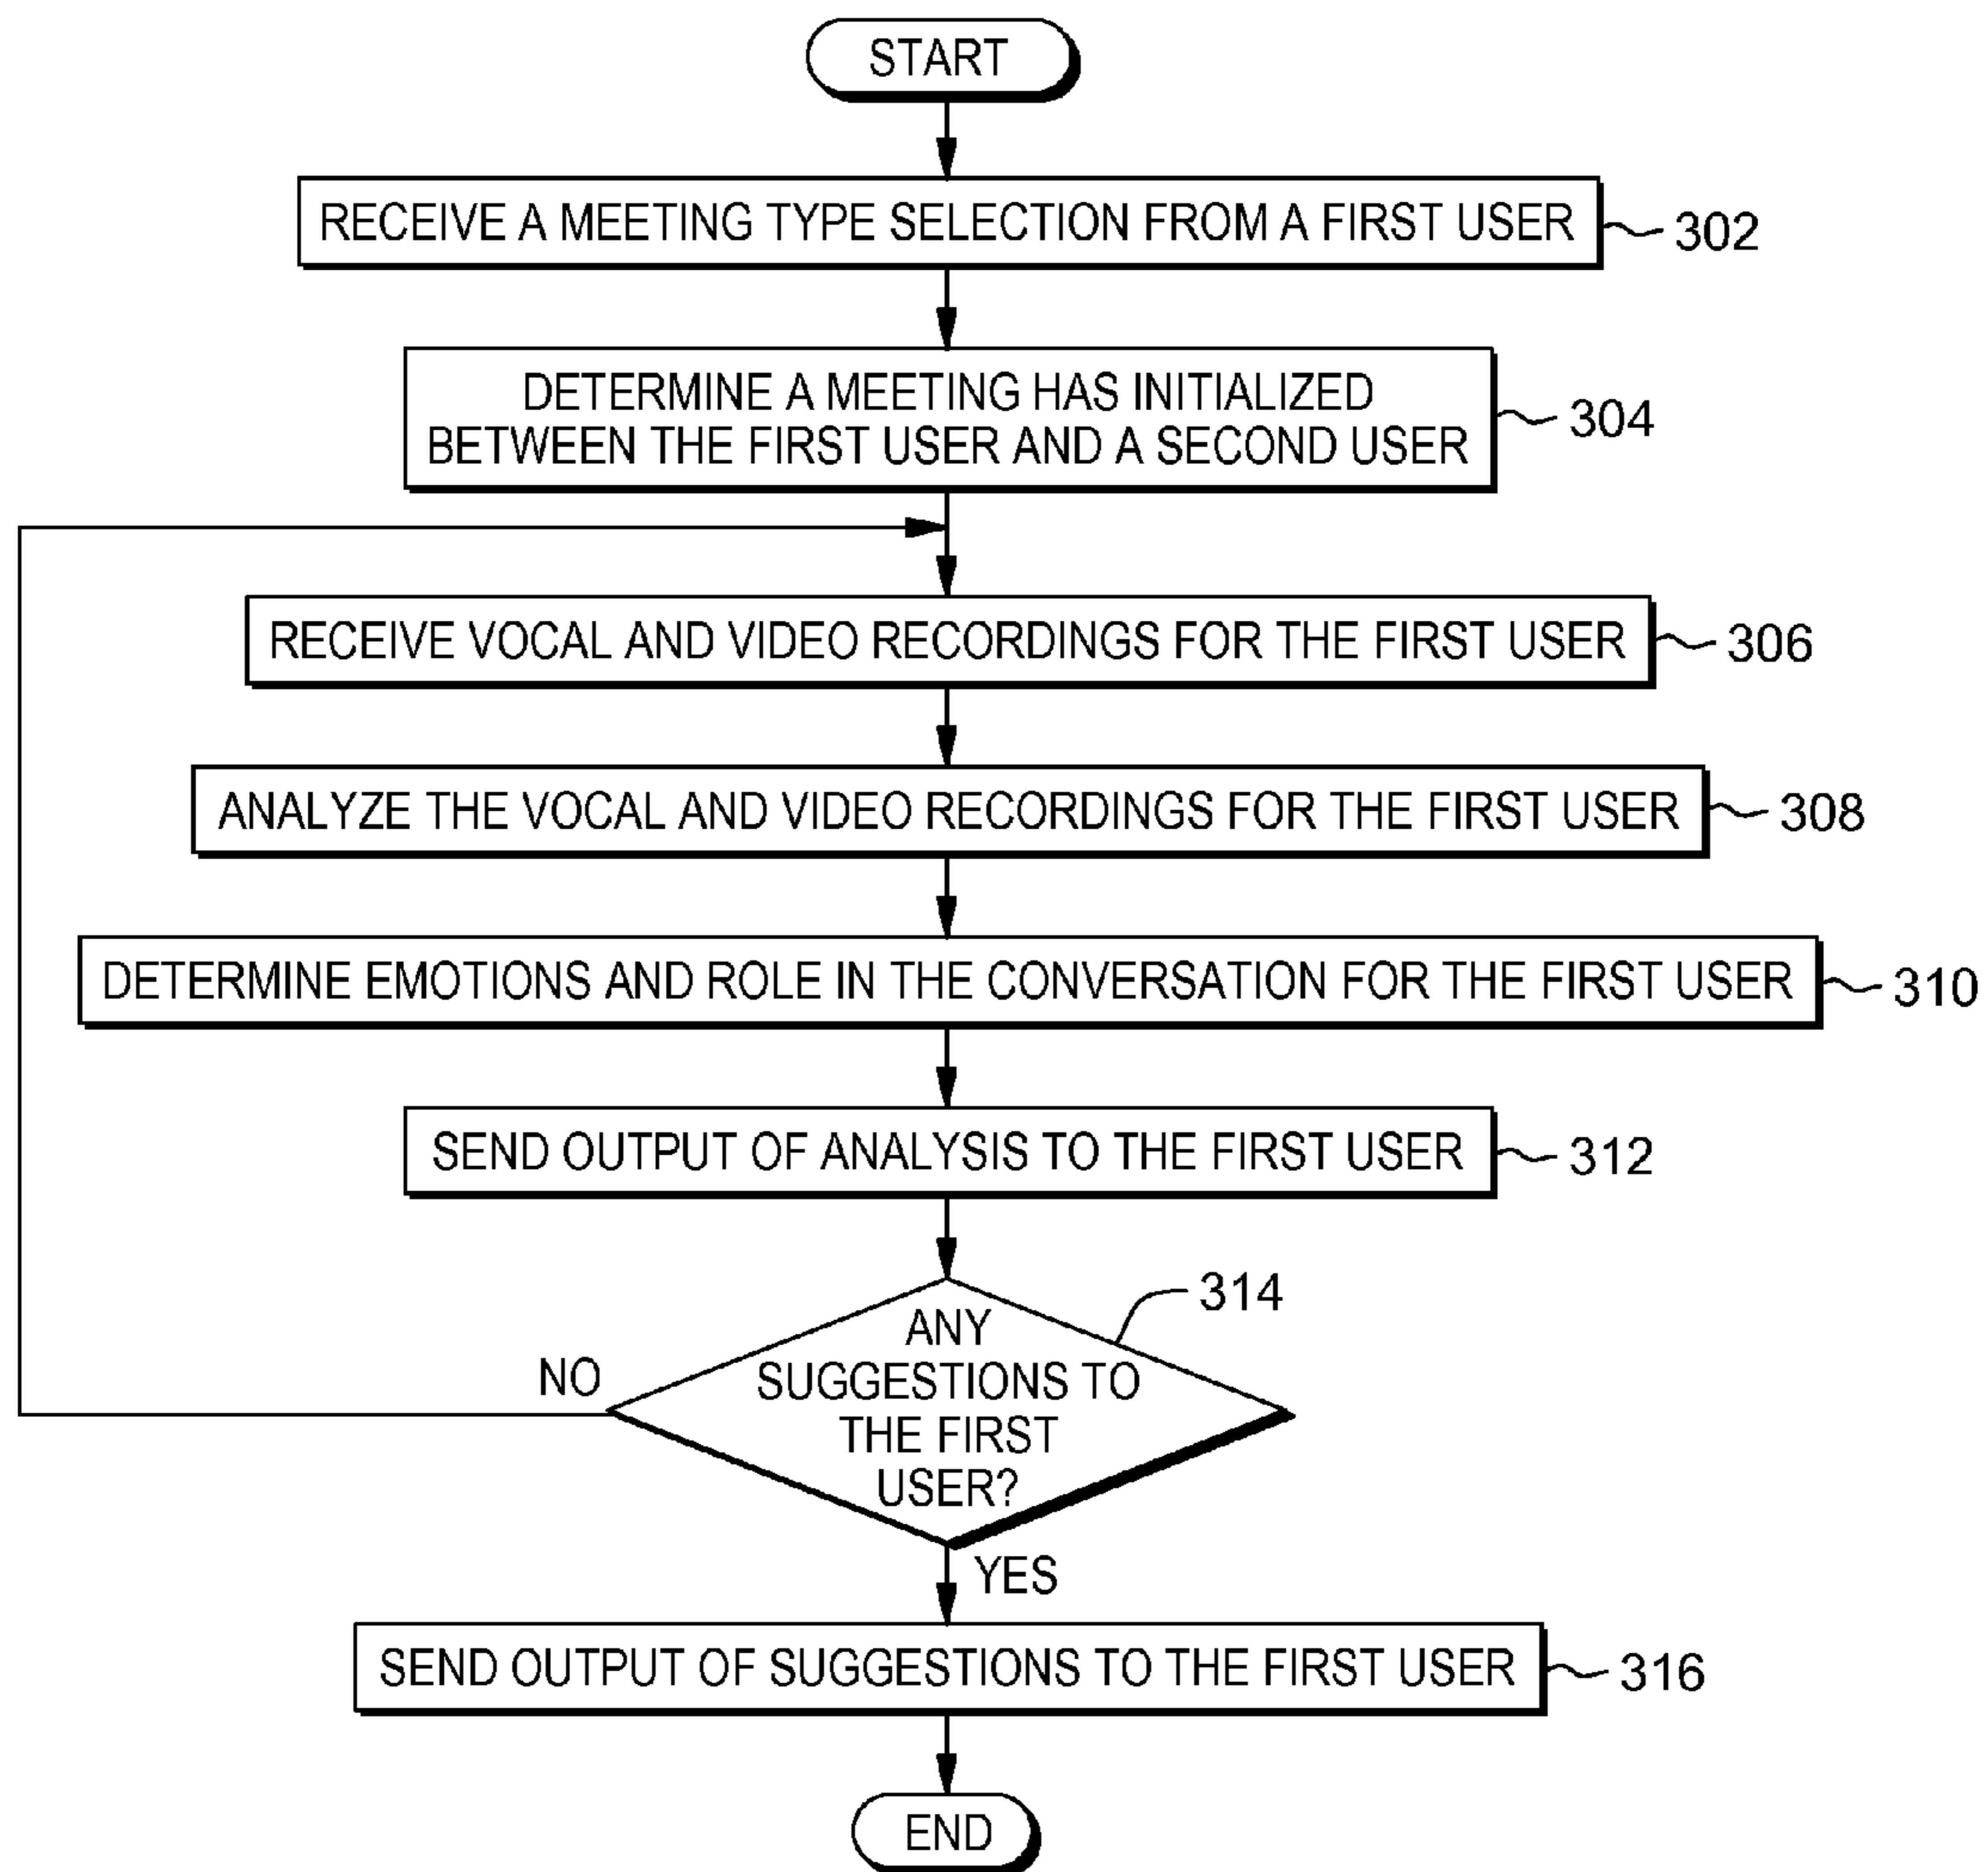 START
RECEIVE A MEETING TYPE SELECTION FROM A FIRST USER
302
DETERMINE A MEETING HAS INITIALIZED
BETWEEN THE FIRST USER AND A SECOND USER
304
RECEIVE VOCAL AND VIDEO RECORDINGS FOR THE FIRST USER
306
ANALYZE THE VOCAL AND VIDEO RECORDINGS FOR THE FIRST USER
308
DETERMINE EMOTIONS AND ROLE IN THE CONVERSATION FOR THE FIRST USER
310
SEND OUTPUT OF ANALYSIS TO THE FIRST USER
312
314
ANY
SUGGESTIONS TO
THE FIRST
USER?
NO
YES
SEND OUTPUT OF SUGGESTIONS TO THE FIRST USER
316
END